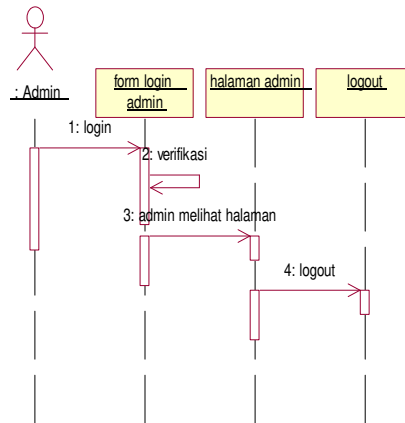 : Admin
form login
admin
halaman admin
logout
1: login
2: verifikasi
3: admin melihat halaman
4: logout